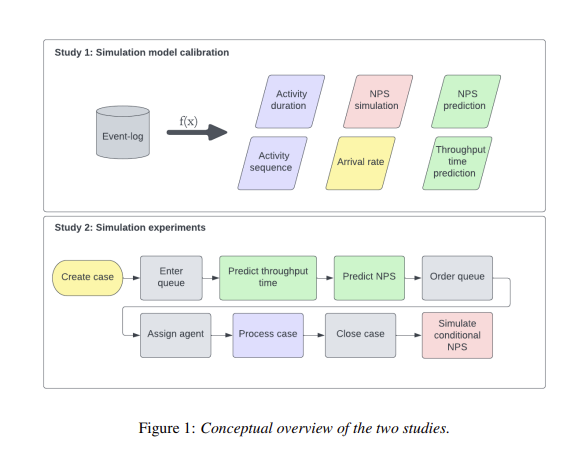 Study 1: Simulation model calibration
Event-log
f(x)
Activity
duration
NPS
simulation
NPS
prediction
Activity
sequence
Arrival rate
Throughput
time
prediction
Study 2: Simulation experiments
Create case
Enter
queue
Predict throughput
time
Predict NPS
Order queue
Assign agent
Process case
Close case
Simulate
conditional
NPS
Figure 1: Conceptual overview of the two studies.